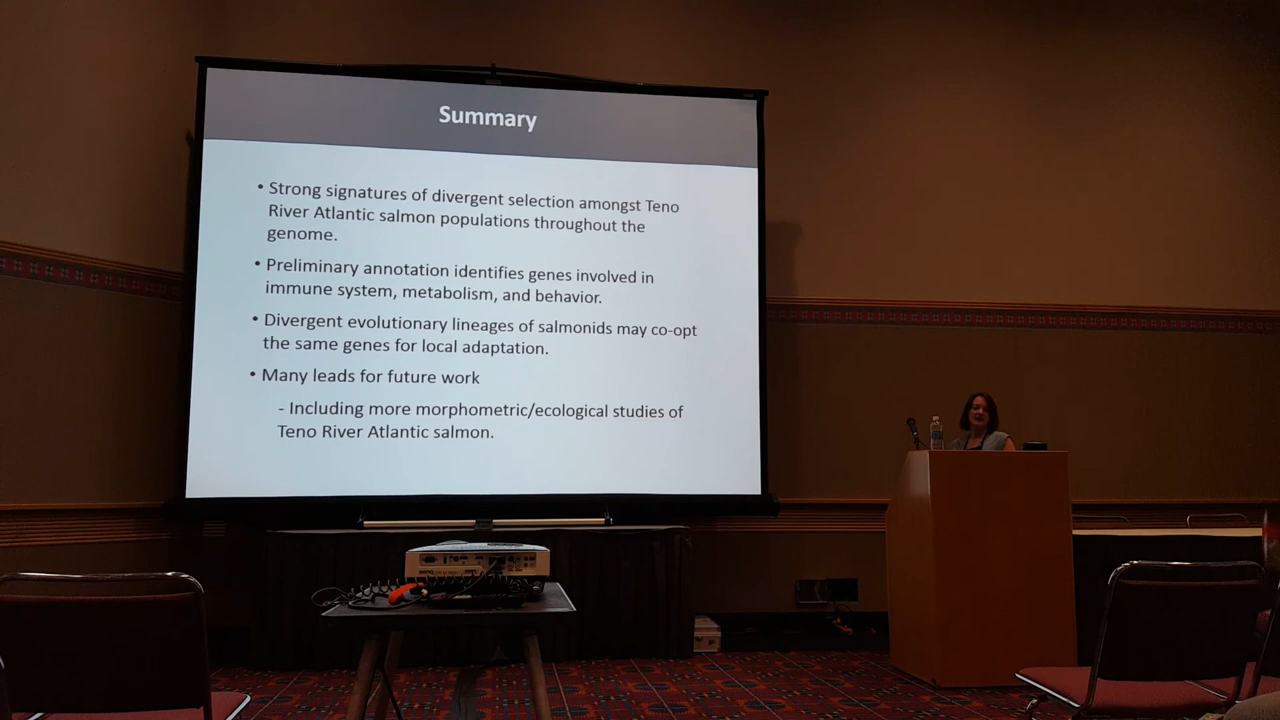 Summary
• Strong signatures of divergent selection amongst Teno
River Atlantic salmon populations throughout the
genome.
• Preliminary annotation identifies genes involved in
immune system, metabolism, and behavior.
• Divergent evolutionary lineages of salmonids may co-opt
the same genes for local adaptation.
• Many leads for future work
- Including more morphometric/ecological studies of
Teno River Atlantic salmon.